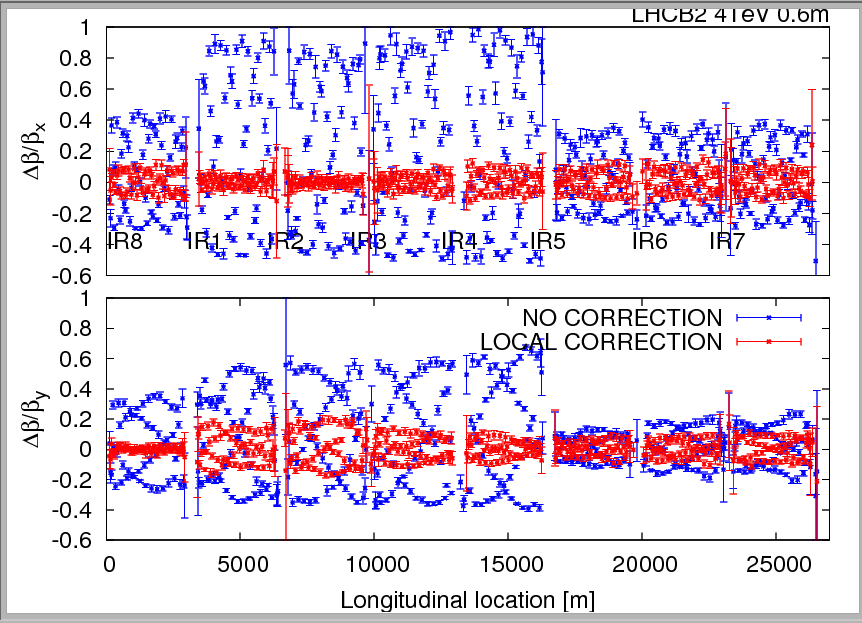 LHCB2 4TeV 0.6m
1
0.8
0.6
0.4
0.2
0
-0.2
-0.4
-0.6
Δβ/βx
IR8 IR1 IR2 IR3 IR4 IR5 IR6 IR7
1
0.8
0.6
0.4
0.2
0
-0.2
-0.4
-0.6
Δβ/βy
NO CORRECTION
LOCAL CORRECTION
0 5000 10000 15000 20000 25000
Longitudinal location [m]